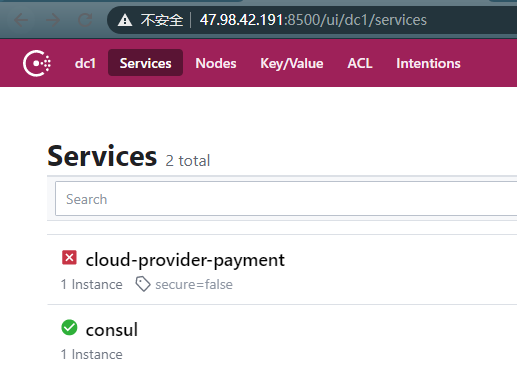 不安全 47.98.42.191:8500/ui/dc1/services
dc1 Services Nodes Key/Value ACL Intentions
Services 2 total
Search
cloud-provider-payment
1 Instance secure=false
consul
1 Instance